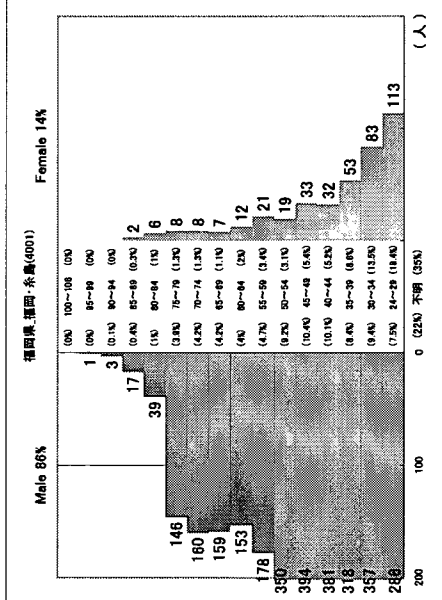 福岡県_福岡・糸島(4001)
Male 86% Female 14%
(0%) 100～106 (0%)
(0%) 95～99 (0%)
1 (0.1%) 90～94 (0%)
3 (0.4%) 85～89 (0.3%) 2
17 (1%) 80～84 (1%) 6
39 (3.9%) 75～79 (1.3%) 8
146 (4.2%) 70～74 (1.3%) 8
160 (4.2%) 65～69 (1.1%) 7
159 (4%) 60～64 (2%) 12
153 (4.7%) 55～59 (3.4%) 21
178 (9.2%) 50～54 (3.1%) 19
350 (10.4%) 45～49 (5.4%) 33
394 (10.1%) 40～44 (5.2%) 32
381 (8.4%) 35～39 (8.6%) 53
318 (9.4%) 30～34 (13.5%) 83
357 (7.5%) 24～29 (18.4%) 113
286
200 100 0 (22%) 不明 (35%) (人)